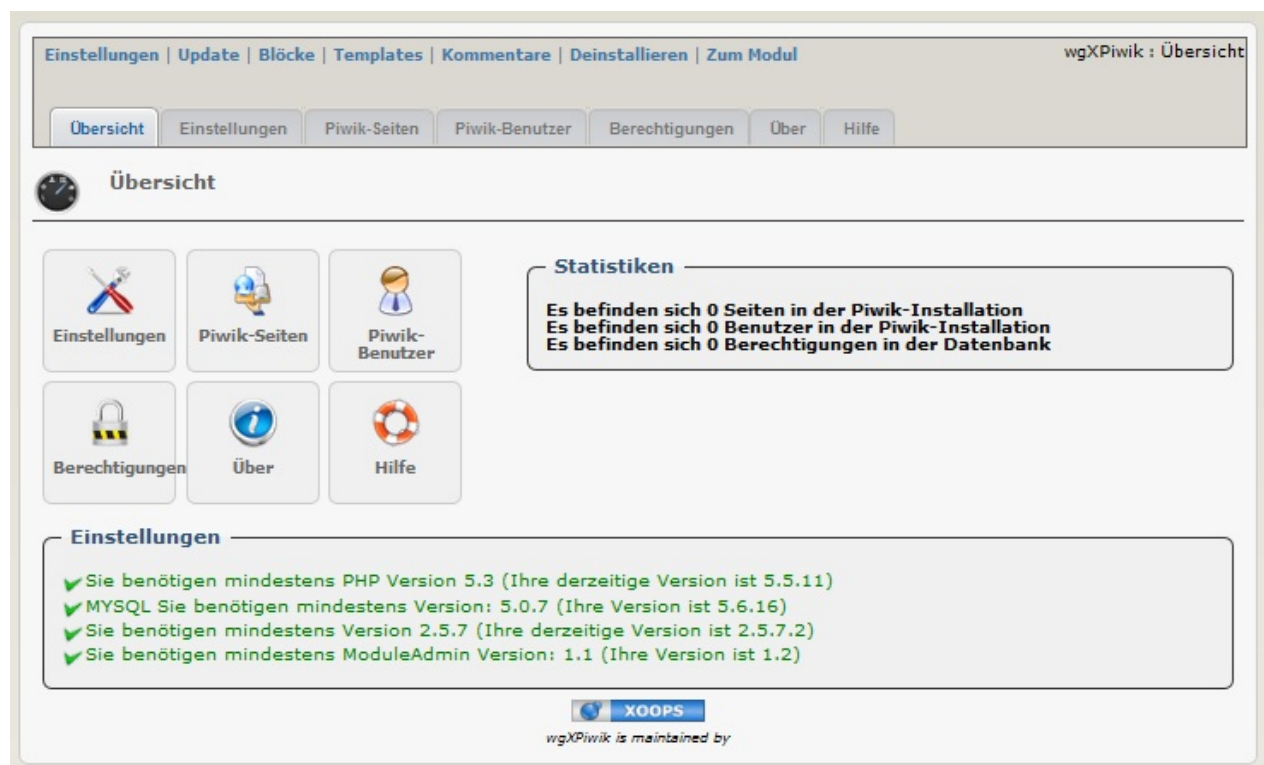 Einstellungen | Update | Blöcke | Templates | Kommentare | Deinstallieren | Zum Modul
wgXPiwik : Übersicht
Übersicht
Einstellungen
Piwik-Seiten
Piwik-Benutzer
Berechtigungen
Über
Hilfe
Übersicht
Einstellungen
Piwik-Seiten
Piwik-
Benutzer
Berechtigungen
Über
Hilfe
Statistiken
Es befinden sich 0 Seiten in der Piwik-Installation
Es befinden sich 0 Benutzer in der Piwik-Installation
Es befinden sich 0 Berechtigungen in der Datenbank
Einstellungen
Sie benötigen mindestens PHP Version 5.3 (Ihre derzeitige Version ist 5.5.11)
MYSQL Sie benötigen mindestens Version: 5.0.7 (Ihre Version ist 5.6.16)
Sie benötigen mindestens Version 2.5.7 (Ihre derzeitige Version ist 2.5.7.2)
Sie benötigen mindestens ModuleAdmin Version: 1.1 (Ihre Version ist 1.2)
XOOPS
wgXPiwik is maintained by